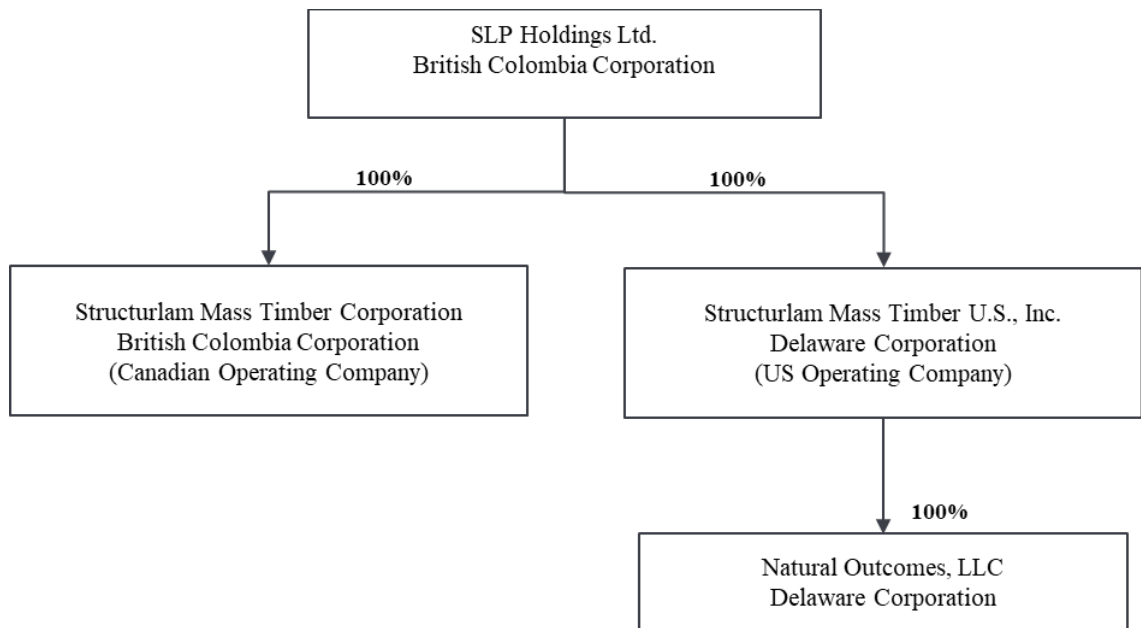 SLP Holdings Ltd.
British Colombia Corporation
100%
100%
Structurlam Mass Timber Corporation
British Colombia Corporation
(Canadian Operating Company)
Structurlam Mass Timber U.S., Inc.
Delaware Corporation
(US Operating Company)
100%
Natural Outcomes, LLC
Delaware Corporation